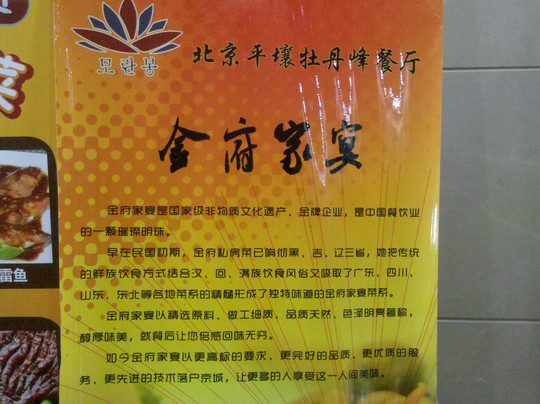 모란봉
北京平壤牡丹峰餐厅
金府家宴
金府家宴是国家级非物质文化遗产、金牌企业，是中国餐饮业
的一颗璀璨明珠。
早在民国初期，金府私房菜已响彻黑、吉、辽三省，她把传统
的鲜族饮食方式结合汉、回、满族饮食风俗又吸取了广东、四川、
山东、东北等各地菜系的精髓形成了独特味道的金府家宴菜系。
金府家宴以精选原料、做工细质、品质天然、色泽明亮著称，
醇厚味美，就餐后让您倍感回味无穷。
如今金府家宴以更高标的要求、更完好的品质、更优质的服
务、更先进的技术落户京城，让更多的人享受这一人间美味。
雷鱼